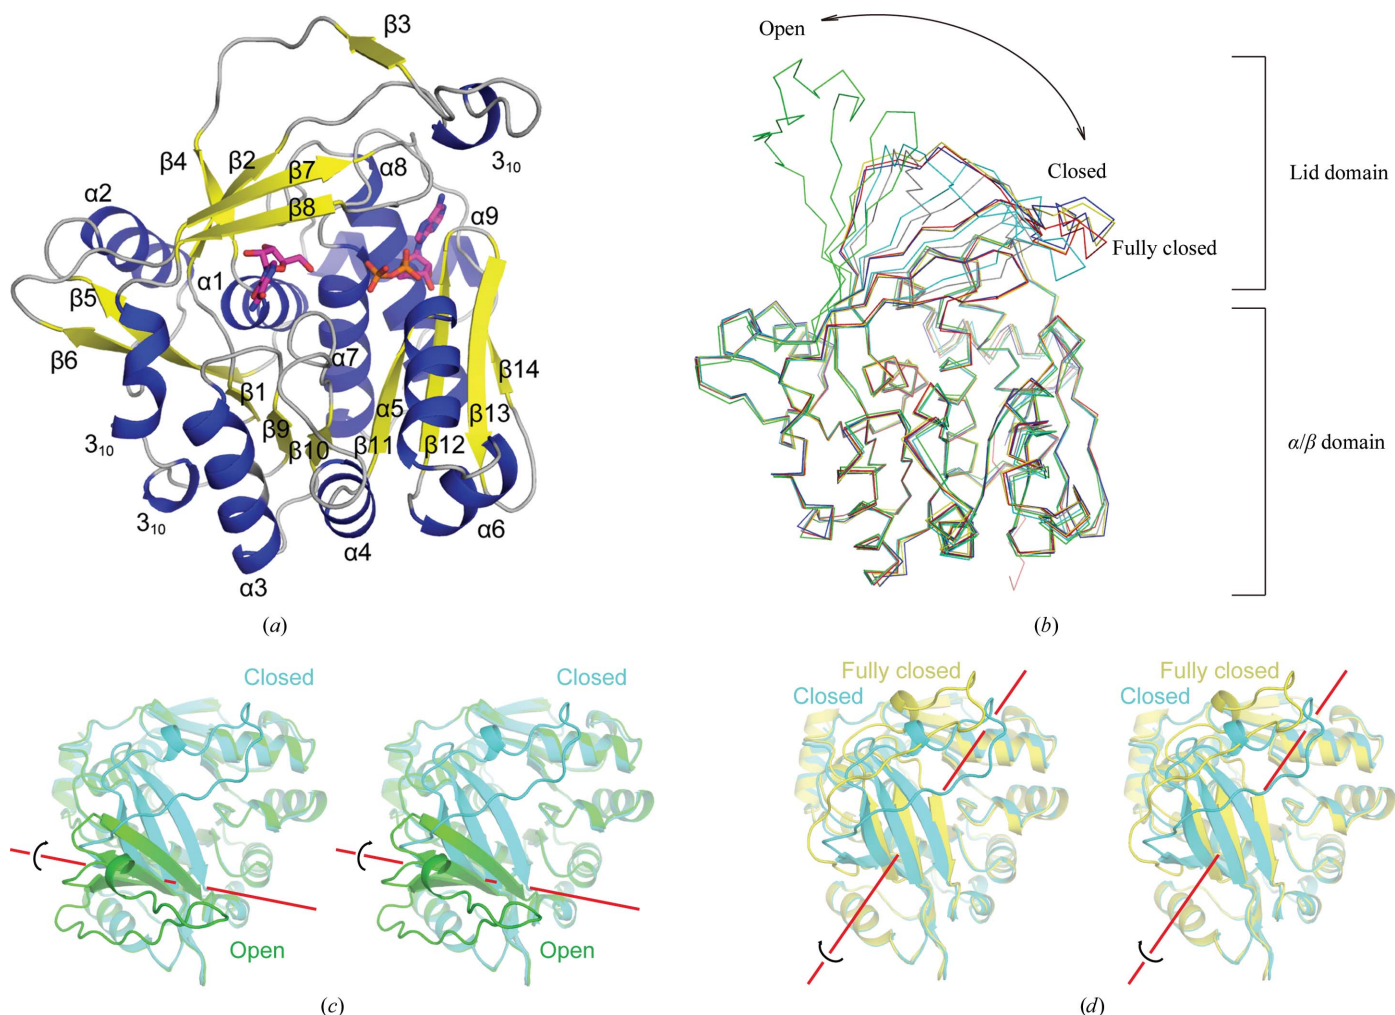 β3
3₁₀
β4
β2
β7
α8
α2
β8
α9
α1
β5
β6
α7
β14
β1
α5
β13
β9
β10
β11
β12
3₁₀
3₁₀
α4
α6
α3
(a)
Open
Closed
Fully closed
Lid domain
α/β domain
(b)
Closed
Closed
Open
Open
(c)
Fully closed
Closed
Fully closed
Closed
(d)